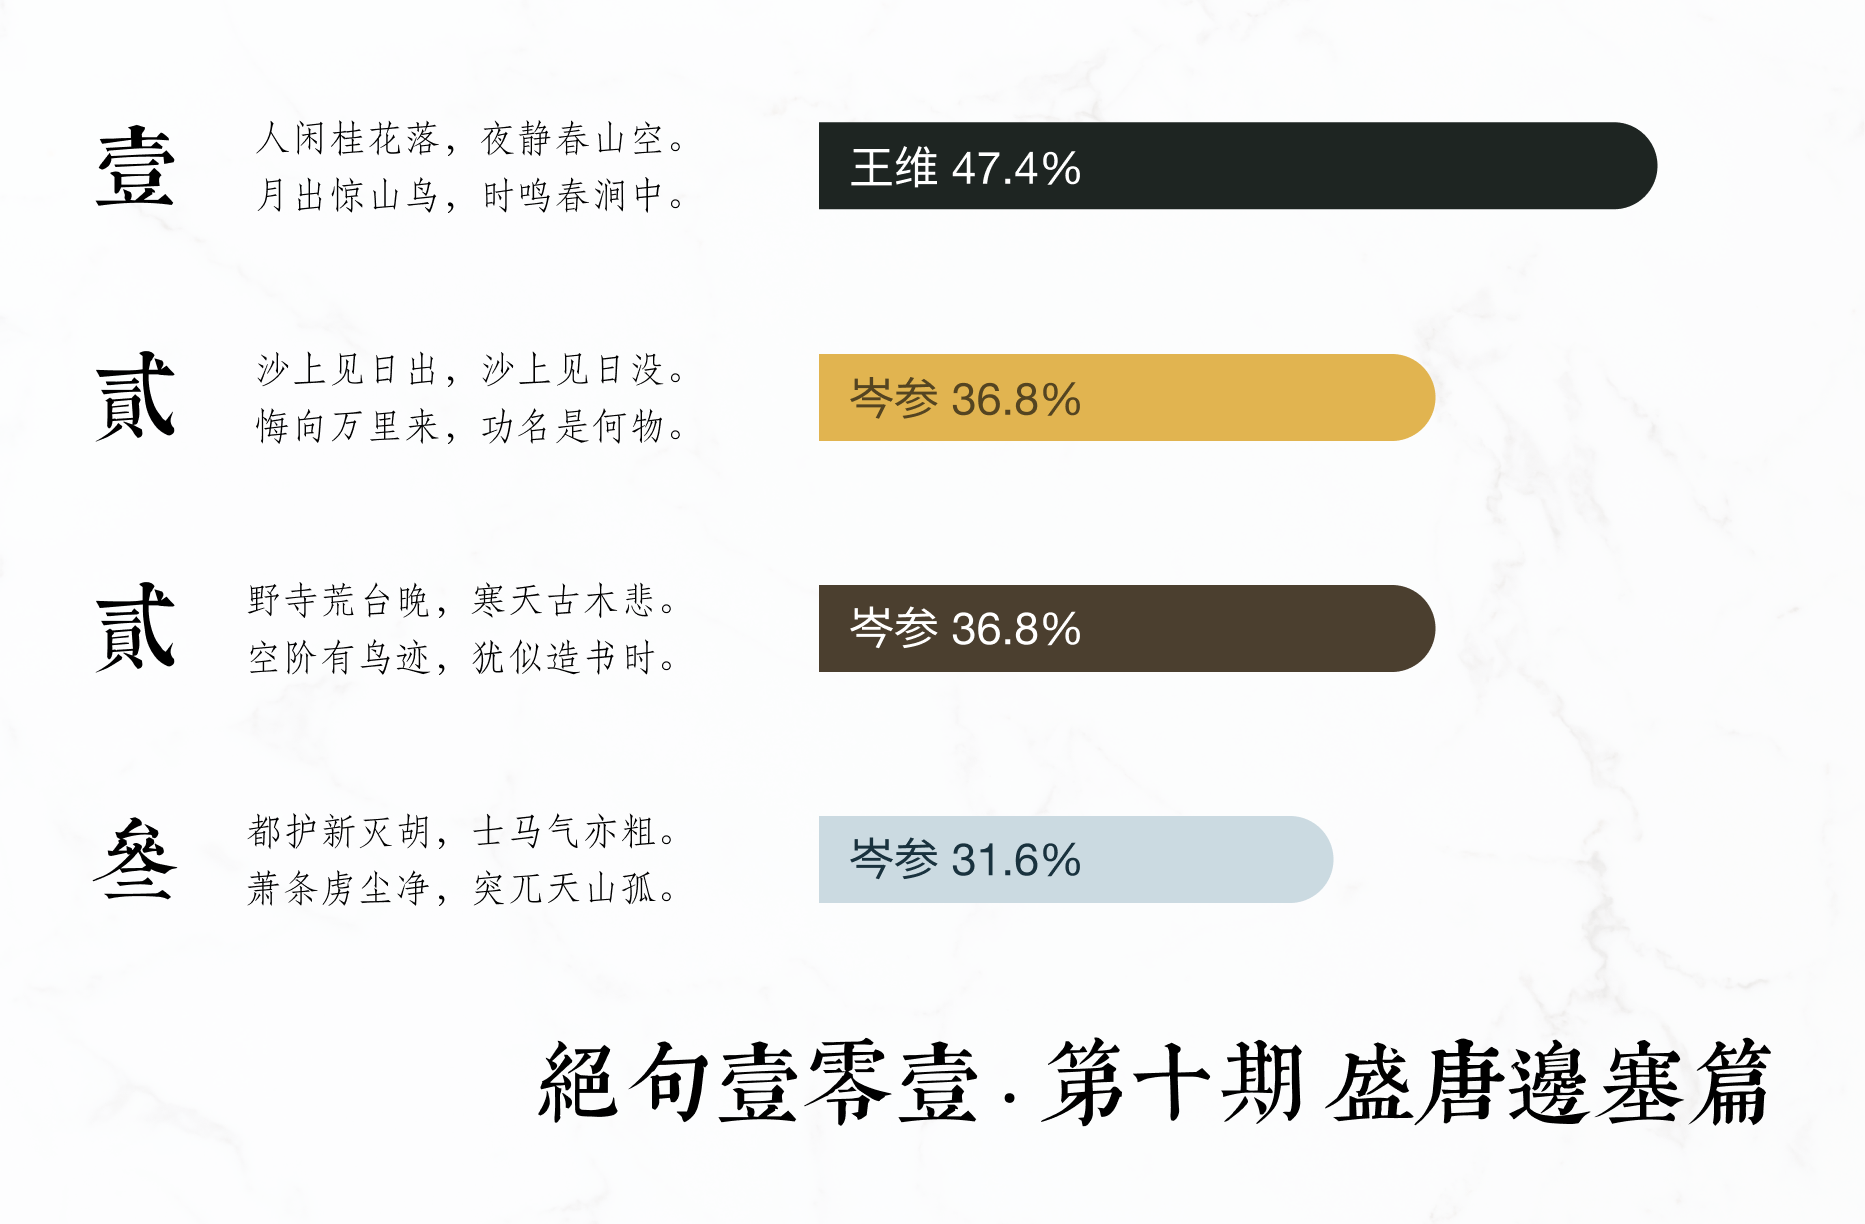 壹
人闲桂花落，夜静春山空。
月出惊山鸟，时鸣春涧中。
王维 47.4%
貳
沙上见日出，沙上见日没。
悔向万里来，功名是何物。
岑参 36.8%
貳
野寺荒台晚，寒天古木悲。
空阶有鸟迹，犹似造书时。
岑参 36.8%
叄
都护新灭胡，士马气亦粗。
萧条虏尘净，突兀天山孤。
岑参 31.6%
絕句壹零壹 · 第十期 盛唐邊塞篇